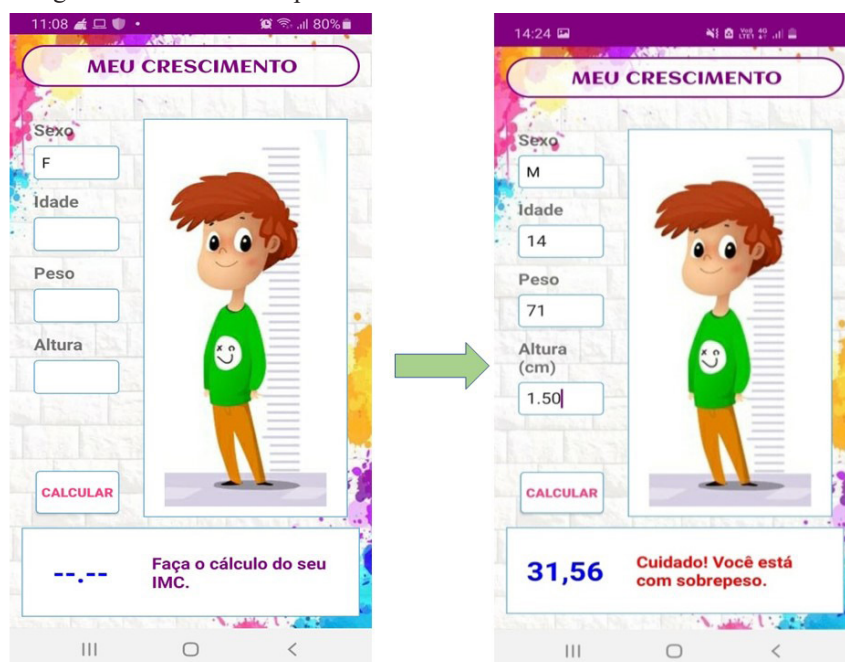 11:08 80%
MEU CRESCIMENTO
Sexo
F
Idade
Peso
Altura
CALCULAR
--.--
Faça o cálculo do seu
IMC.
14:24
MEU CRESCIMENTO
Sexo
M
Idade
14
Peso
71
Altura
(cm)
1.50
CALCULAR
31,56
Cuidado! Você está
com sobrepeso.